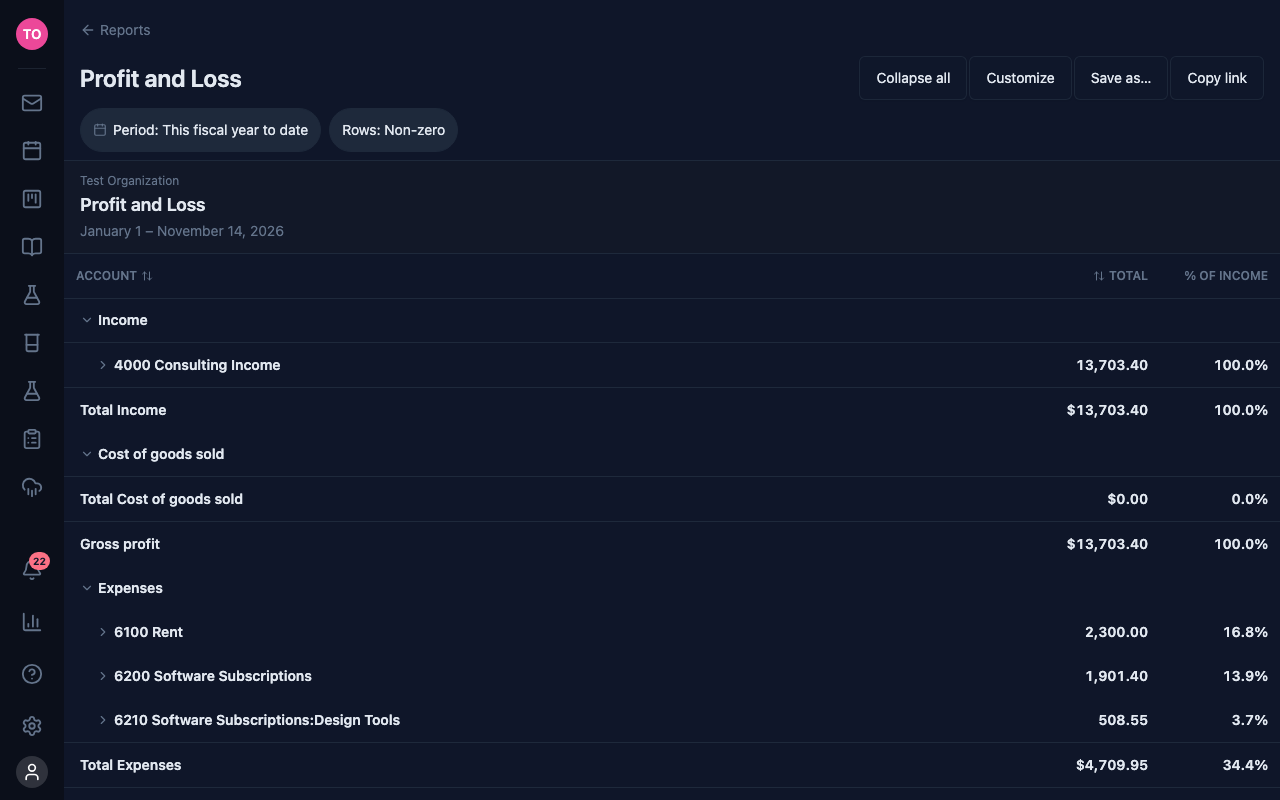 TO
Reports
Profit and Loss
Collapse all
Customize
Save as...
Copy link
Period: This fiscal year to date
Rows: Non-zero
Test Organization
Profit and Loss
January 1 – November 14, 2026
ACCOUNT TOTAL % OF INCOME
Income
4000 Consulting Income 13,703.40 100.0%
Total Income $13,703.40 100.0%
Cost of goods sold
Total Cost of goods sold $0.00 0.0%
Gross profit $13,703.40 100.0%
Expenses
22
6100 Rent 2,300.00 16.8%
6200 Software Subscriptions 1,901.40 13.9%
6210 Software Subscriptions:Design Tools 508.55 3.7%
Total Expenses $4,709.95 34.4%